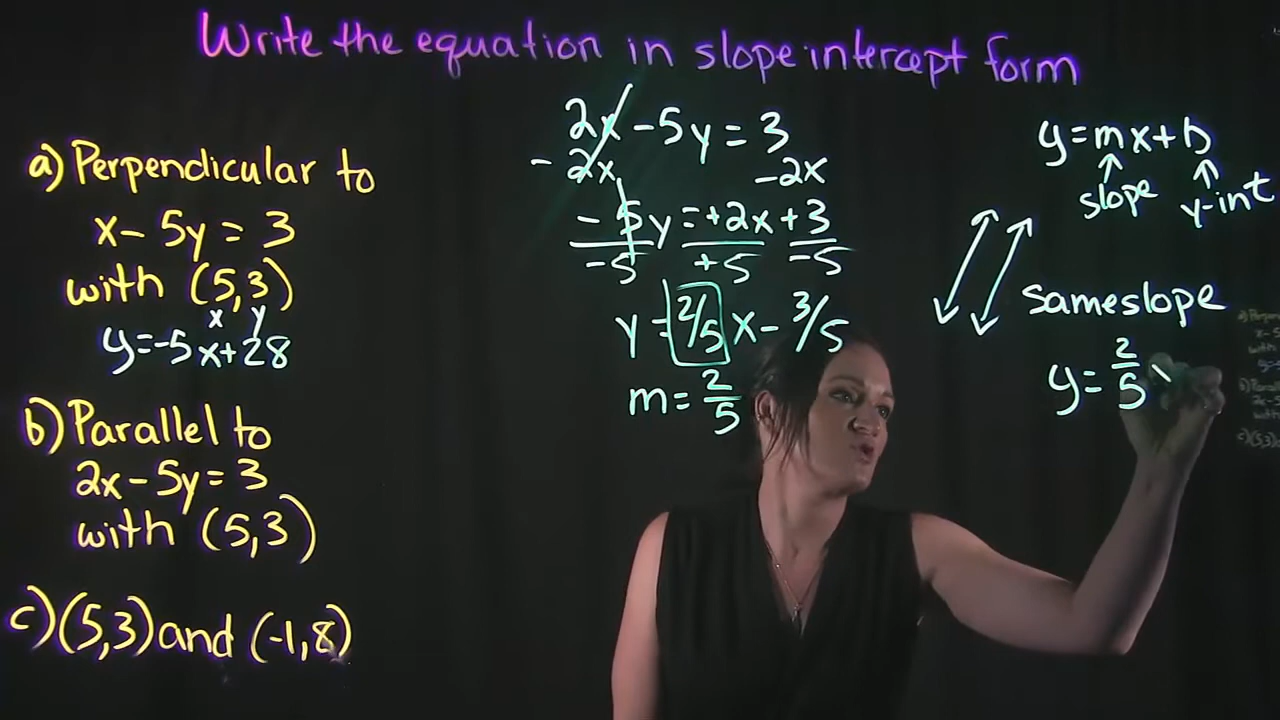 Write the equation in slope intercept form
a) Perpendicular to
x - 5y = 3
with (5,3)
x y
y=-5x+28
b) Parallel to
2x-5y=3
with (5,3)
c) (5,3) and (-1,8)
2x - 5y = 3
- 2x -2x
- 5y = +2x + 3
-5 +5 -5
y = 2/5 x - 3/5
m = 2/5
y=mx+b
slope y-int
same slope
y = 2/5